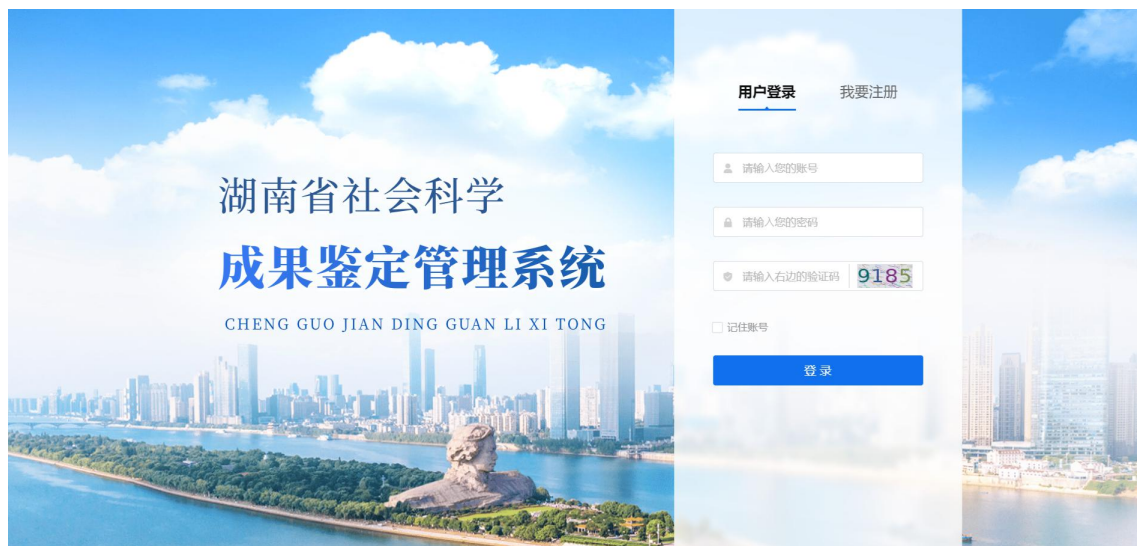 湖南省社会科学
成果鉴定管理系统
CHENG GUO JIAN DING GUAN LI XI TONG
用户登录 我要注册
请输入您的账号
请输入您的密码
请输入右边的验证码 9185
记住账号
登 录